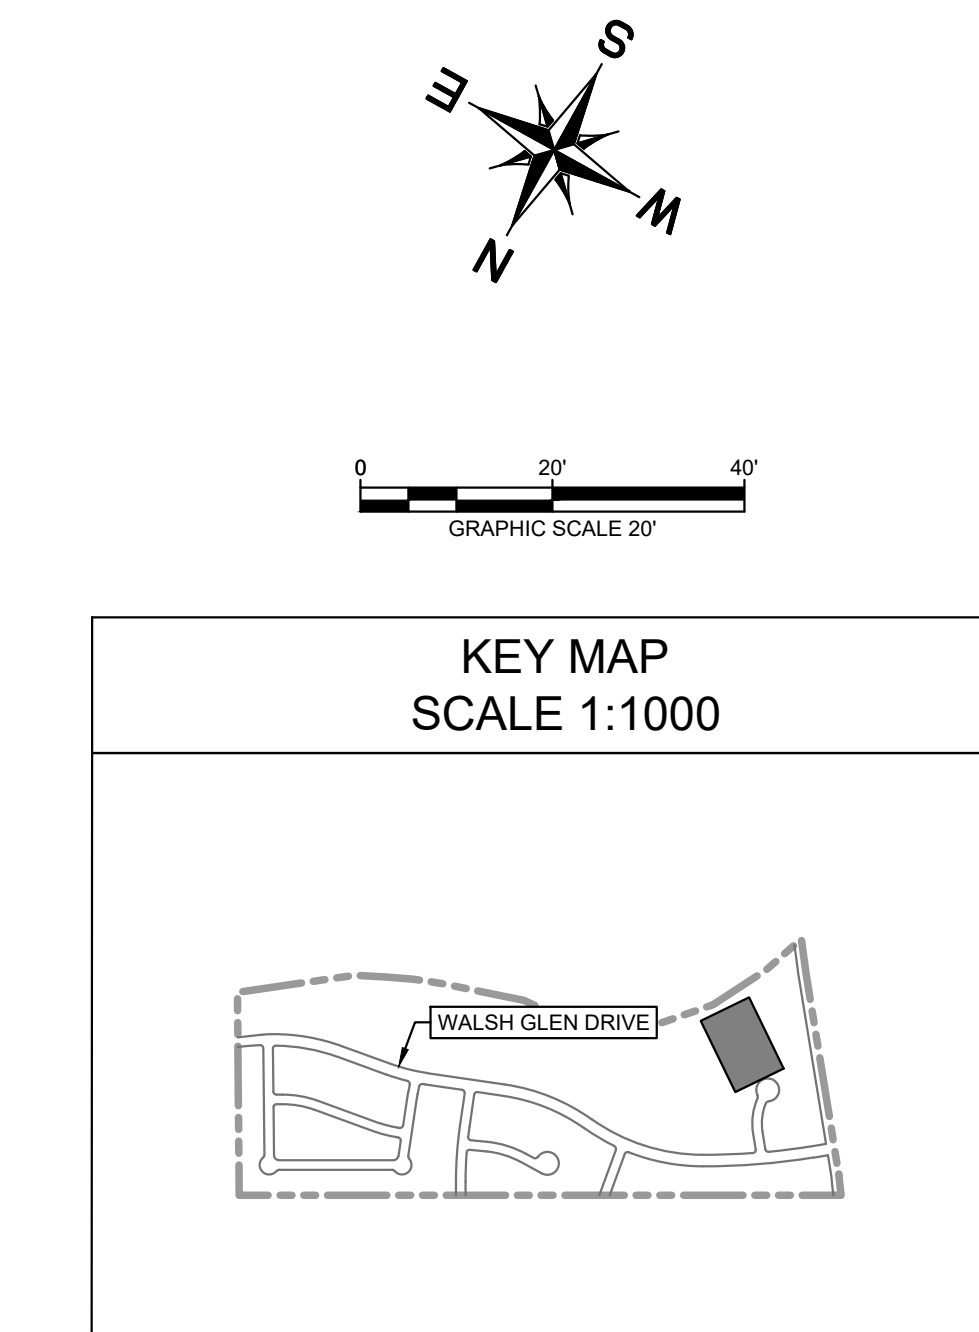 S
E
W
N
0 20' 40'
GRAPHIC SCALE 20'
KEY MAP
SCALE 1:1000
WALSH GLEN DRIVE